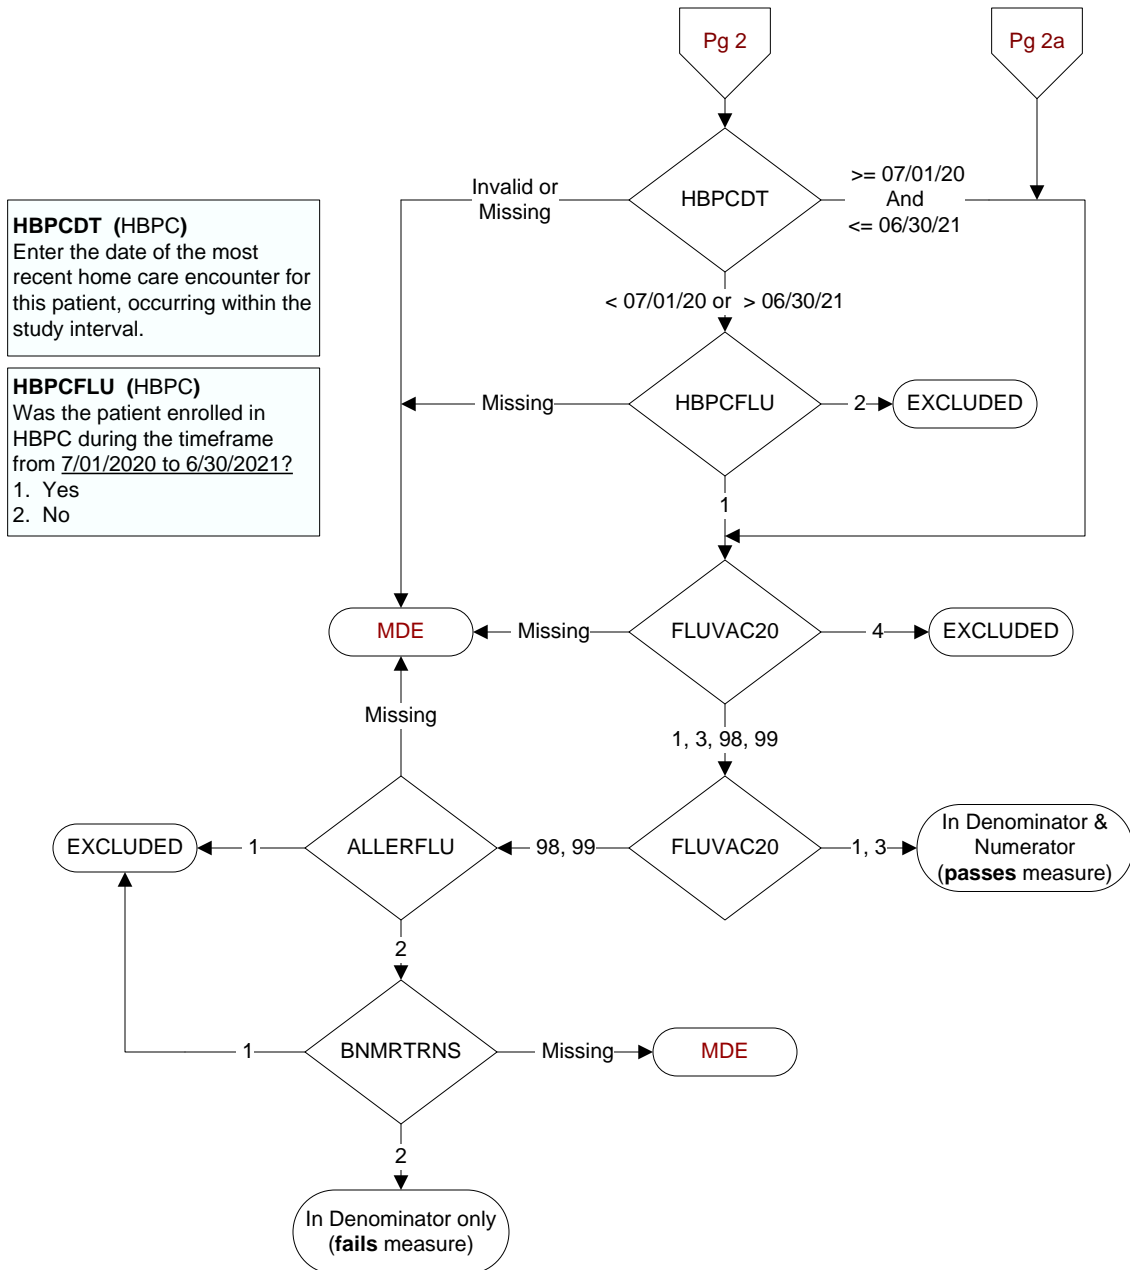 Pg 2
Pg 2a
HBPCDT
Invalid or
Missing
>= 07/01/20
And
<= 06/30/21
HBPCDT (HBPC)
Enter the date of the most
recent home care encounter for
this patient, occurring within the
study interval.
< 07/01/20 or > 06/30/21
HBPCFLU (HBPC)
Was the patient enrolled in
HBPC during the timeframe
from 7/01/2020 to 6/30/2021?
1. Yes
2. No
Missing
HBPCFLU
2
EXCLUDED
1
MDE
Missing
FLUVAC20
4
EXCLUDED
Missing
1, 3, 98, 99
EXCLUDED
1
ALLERFLU
98, 99
FLUVAC20
1, 3
In Denominator &
Numerator
(passes measure)
2
1
BNMRTRNS
Missing
MDE
2
In Denominator only
(fails measure)